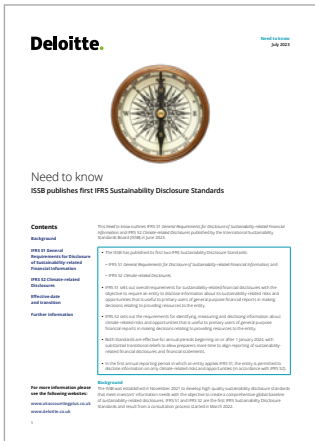 Deloitte.
Need to know
July 2023
Need to know
ISSB publishes first IFRS Sustainability Disclosure Standards
Contents
Background
IFRS S1 General
Requirements for Disclosure
of Sustainability-related
Financial Information
IFRS S2 Climate-related
Disclosures
Effective date
and transition
Further information
For more information please
see the following websites:
www.ukaccountingplus.co.uk
www.deloitte.co.uk
This Need to know outlines IFRS S1 General Requirements for Disclosure of Sustainability-related Financial
Information and IFRS S2 Climate-related Disclosures published by the International Sustainability
Standards Board (ISSB) in June 2023.
• The ISSB has published its first two IFRS Sustainability Disclosure Standards:
– IFRS S1 General Requirements for Disclosure of Sustainability-related Financial Information; and
– IFRS S2 Climate-related Disclosures.
• IFRS S1 sets out overall requirements for sustainability-related financial disclosures with the
objective to require an entity to disclose information about its sustainability-related risks and
opportunities that is useful to primary users of general purpose financial reports in making
decisions relating to providing resources to the entity.
• IFRS S2 sets out the requirements for identifying, measuring and disclosing information about
climate-related risks and opportunities that is useful to primary users of general purpose
financial reports in making decisions relating to providing resources to the entity.
• Both Standards are effective for annual periods beginning on or after 1 January 2024, with
substantial transitional reliefs to allow preparers more time to align reporting of sustainability-
related financial disclosures and financial statements.
• In the first annual reporting period in which an entity applies IFRS S1, the entity is permitted to
disclose information on only climate-related risks and opportunities (in accordance with IFRS S2).
Background
The ISSB was established in November 2021 to develop high-quality sustainability disclosure standards
that meet investors' information needs with the objective to create a comprehensive global baseline
of sustainability-related disclosures. IFRS S1 and IFRS S2 are the first IFRS Sustainability Disclosure
Standards and result from a consultation process started in March 2022.